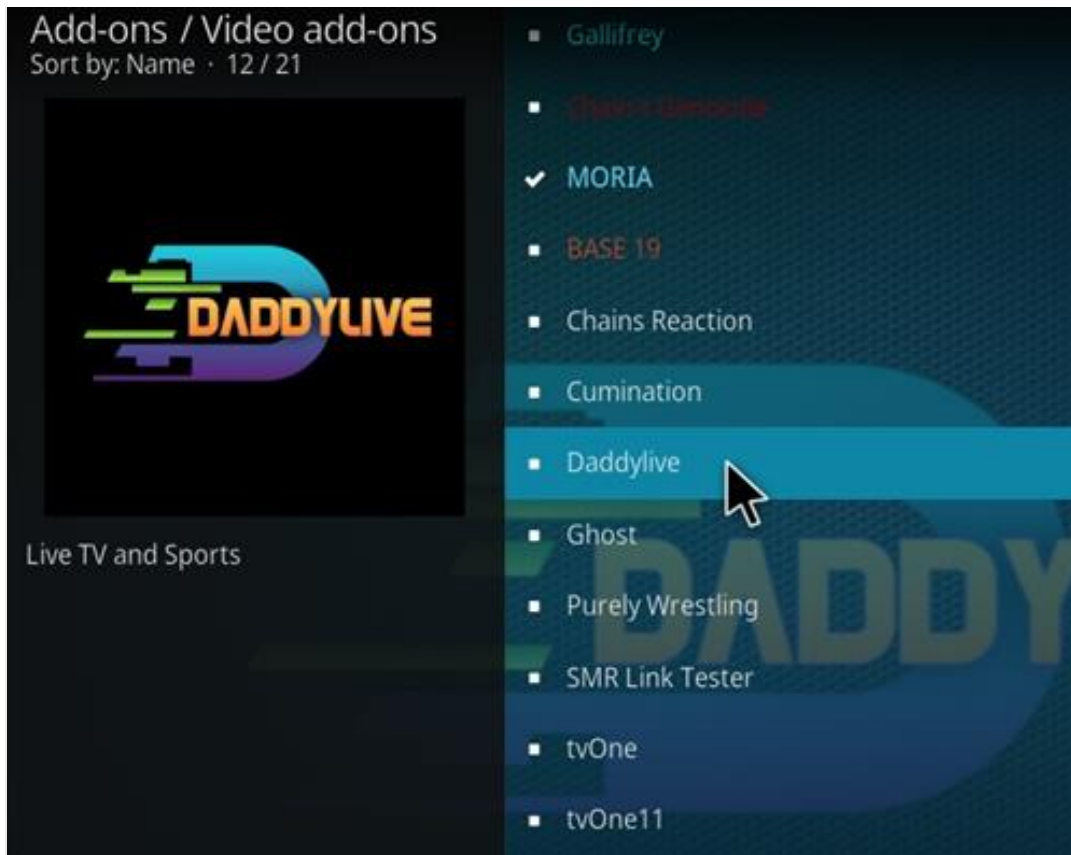 Add-ons / Video add-ons
Sort by: Name · 12 / 21
DADDYLIVE
Live TV and Sports
Gallifrey
MORIA
BASE 19
Chains Reaction
Cumination
Daddylive
Ghost
Purely Wrestling
SMR Link Tester
tvOne
tvOne11
DADDY